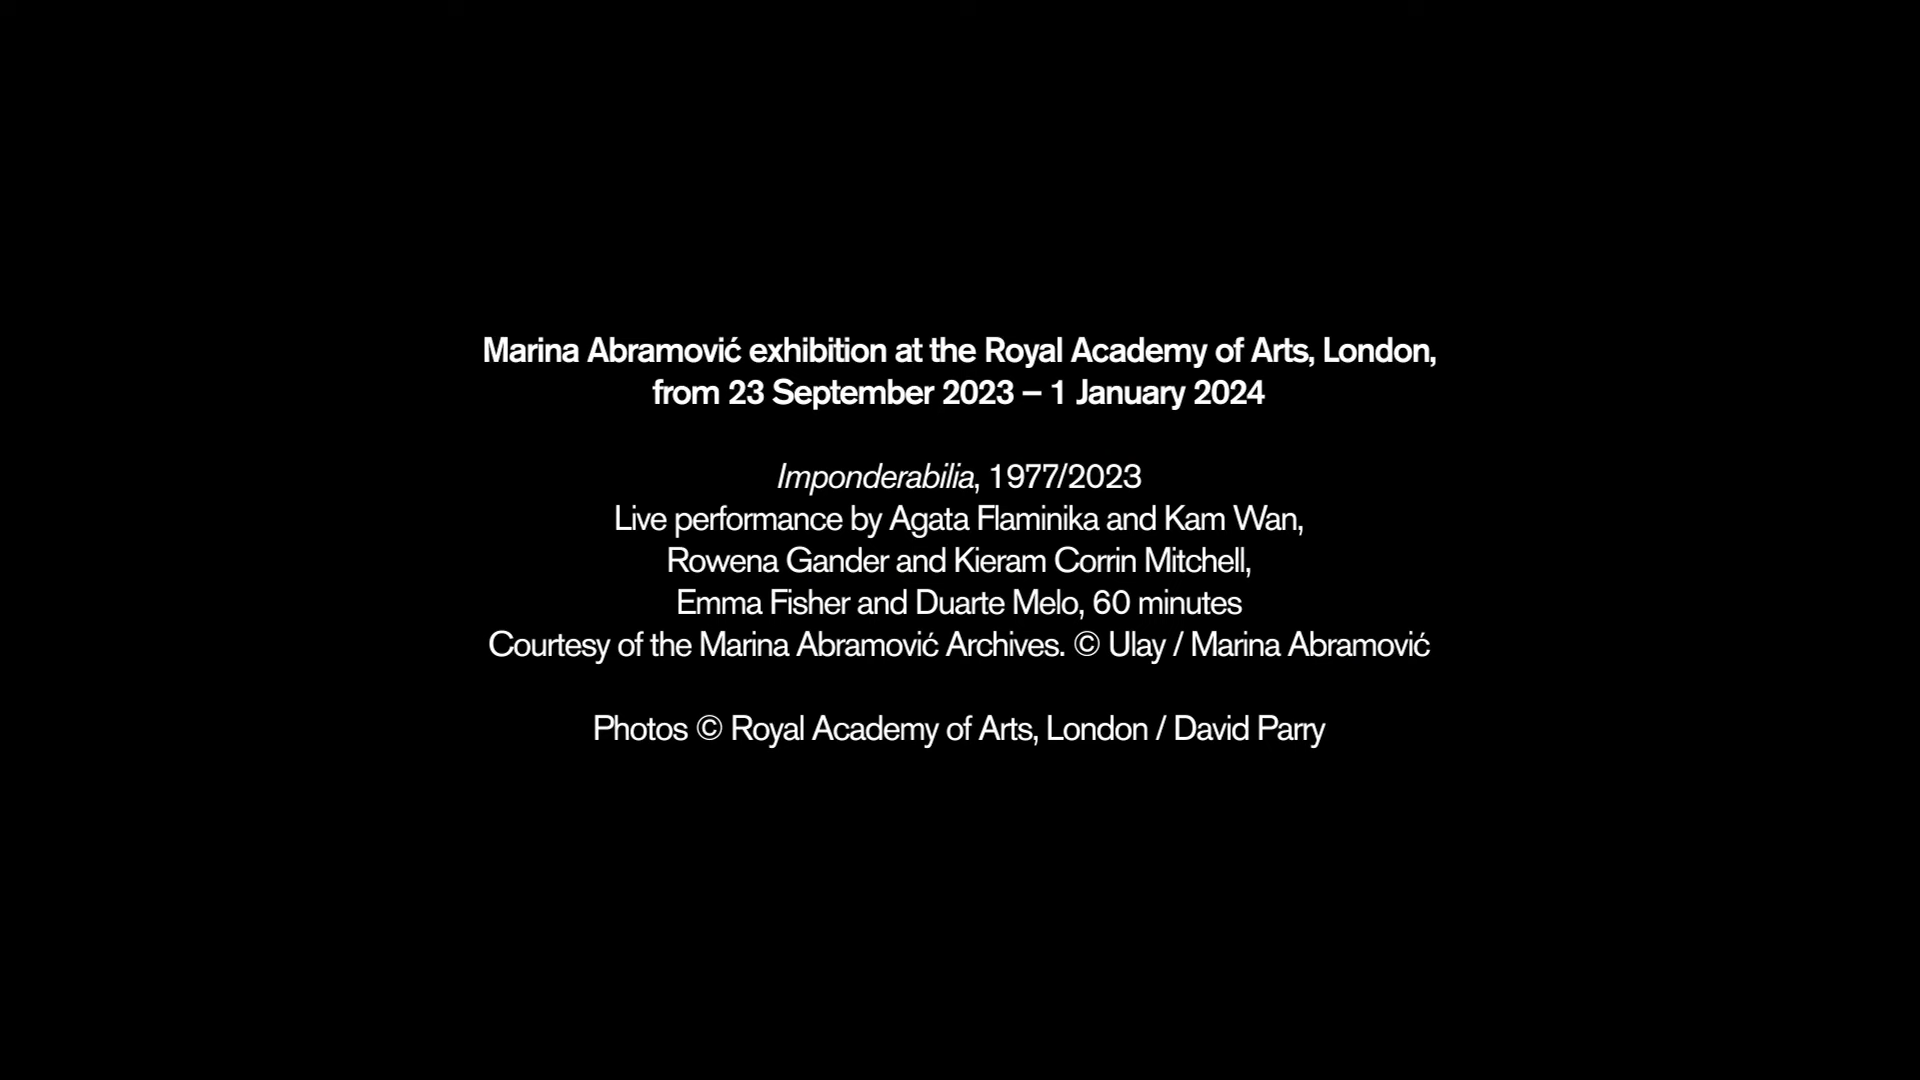 Marina Abramović exhibition at the Royal Academy of Arts, London,
from 23 September 2023 – 1 January 2024
Imponderabilia, 1977/2023
Live performance by Agata Flaminika and Kam Wan,
Rowena Gander and Kieram Corrin Mitchell,
Emma Fisher and Duarte Melo, 60 minutes
Courtesy of the Marina Abramović Archives. © Ulay / Marina Abramović
Photos © Royal Academy of Arts, London / David Parry